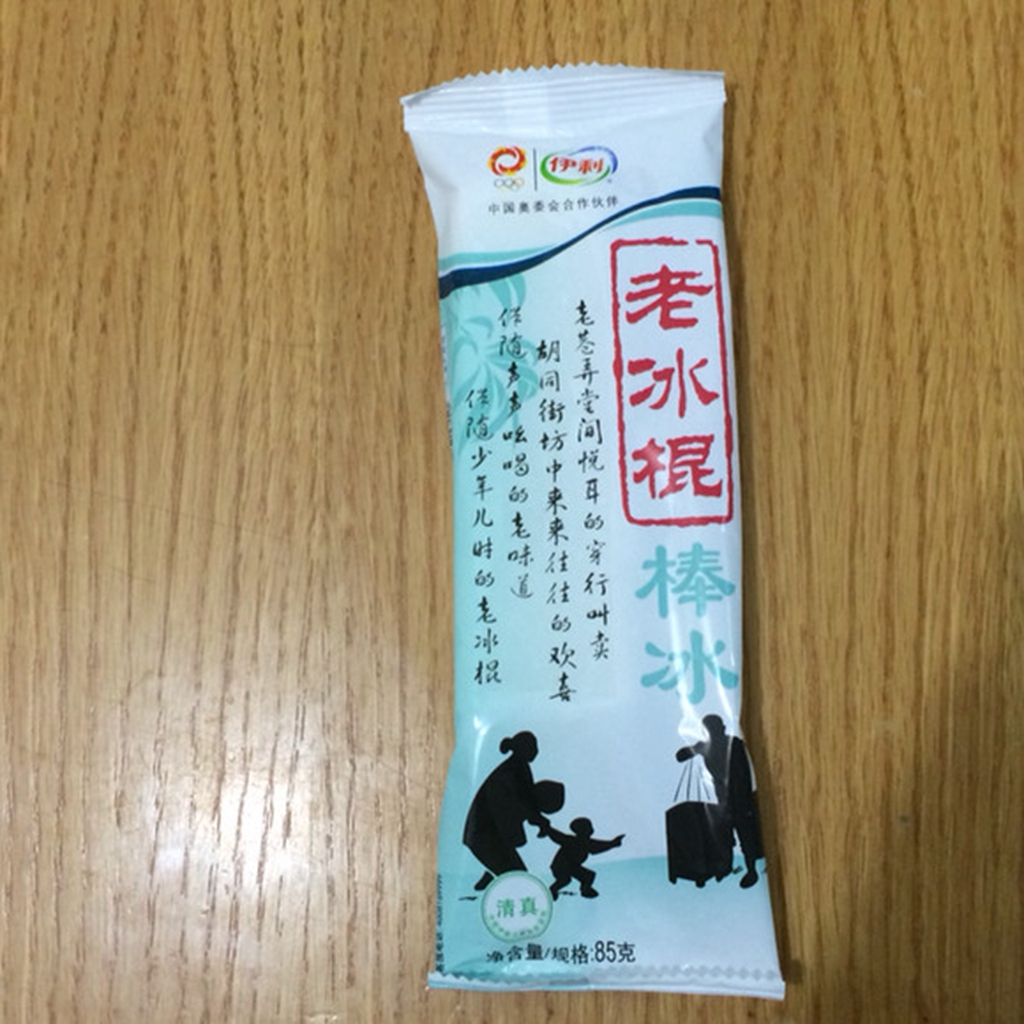 伊利
中国奥委会合作伙伴
老冰棍
棒冰
老巷弄堂间悦耳的穿行叫卖
胡同街坊中来来往往的欢喜
伴随声声吆喝的老味道
伴随少年儿时的老冰棍
清真
净含量/规格:85克